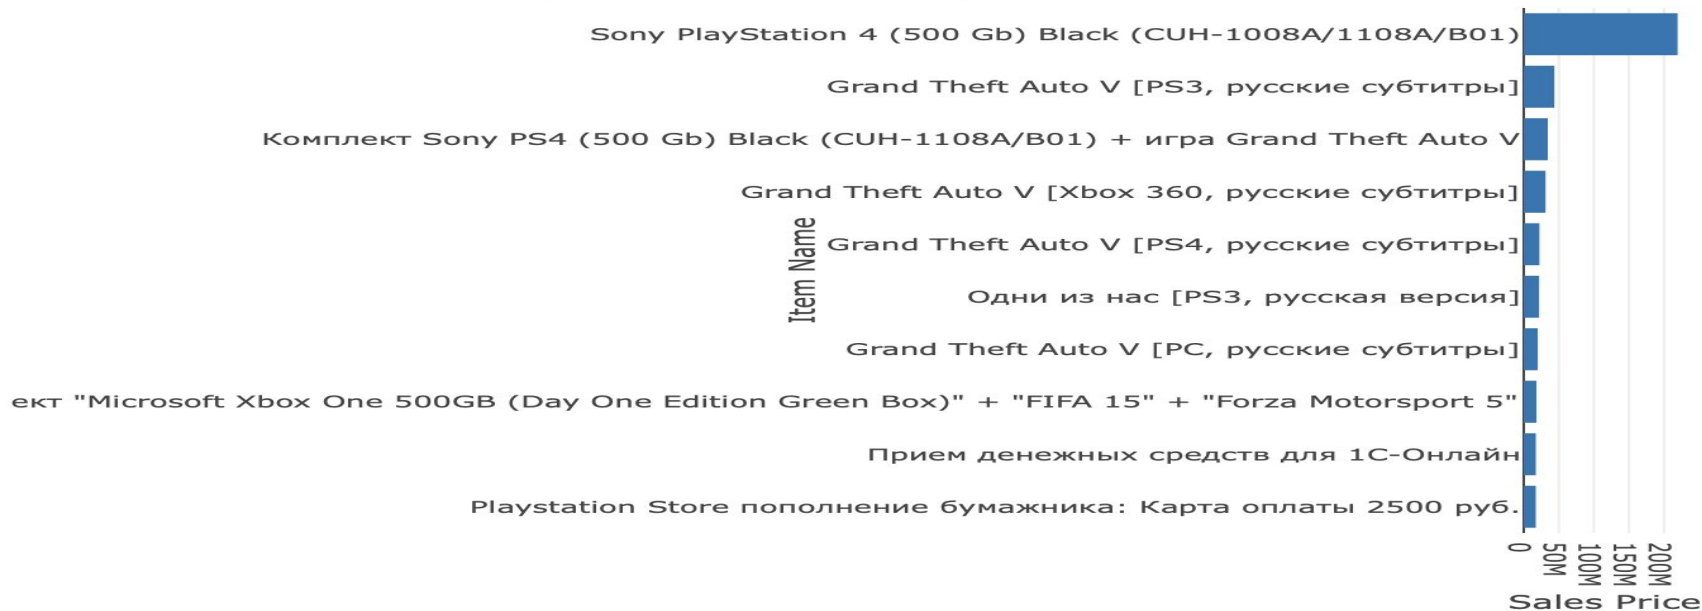 Sony PlayStation 4 (500 Gb) Black (CUH-1008A/1108A/B01)
Grand Theft Auto V [PS3, русские субтитры]
Комплект Sony PS4 (500 Gb) Black (CUH-1108A/B01) + игра Grand Theft Auto V
Grand Theft Auto V [Xbox 360, русские субтитры]
Item Name
Grand Theft Auto V [PS4, русские субтитры]
Одни из нас [PS3, русская версия]
Grand Theft Auto V [PC, русские субтитры]
ект "Microsoft Xbox One 500GB (Day One Edition Green Box)" + "FIFA 15" + "Forza Motorsport 5"
Прием денежных средств для 1С-Онлайн
Playstation Store пополнение бумажника: Карта оплаты 2500 руб.
0 50M 100M 150M 200M
Sales Price